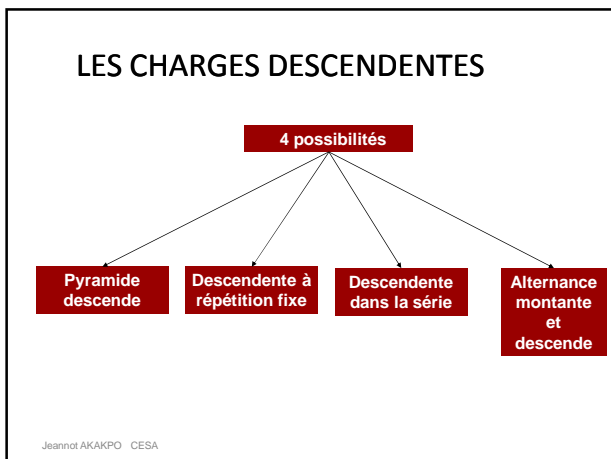 LES CHARGES DESCENDENTES
4 possibilités
Pyramide
descende
Descendente à
répétition fixe
Descendente
dans la série
Alternance
montante
et
descende
Jeannot AKAKPO CESA